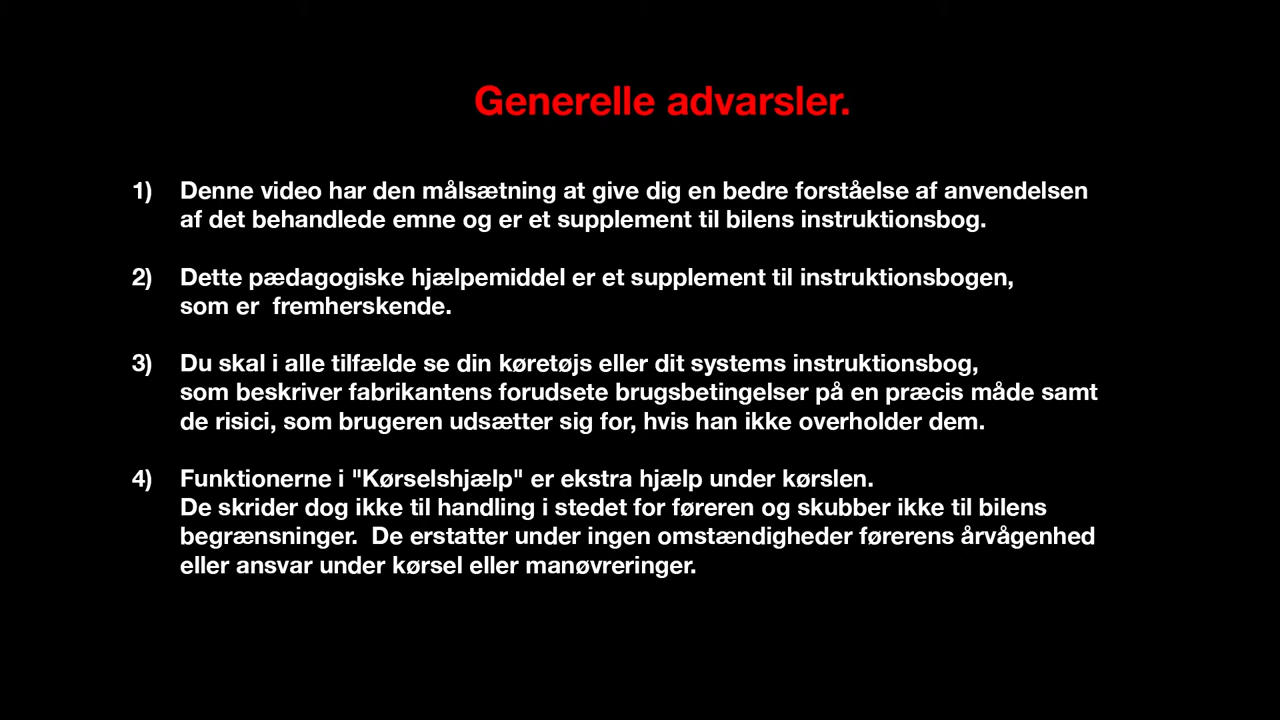 Generelle advarsler.
1) Denne video har den målsætning at give dig en bedre forståelse af anvendelsen
af det behandlede emne og er et supplement til bilens instruktionsbog.
2) Dette pædagogiske hjælpemiddel er et supplement til instruktionsbogen,
som er  fremherskende.
3) Du skal i alle tilfælde se din køretøjs eller dit systems instruktionsbog,
som beskriver fabrikantens forudsete brugsbetingelser på en præcis måde samt
de risici, som brugeren udsætter sig for, hvis han ikke overholder dem.
4) Funktionerne i "Kørselshjælp" er ekstra hjælp under kørslen.
De skrider dog ikke til handling i stedet for føreren og skubber ikke til bilens
begrænsninger.  De erstatter under ingen omstændigheder førerens årvågenhed
eller ansvar under kørsel eller manøvreringer.